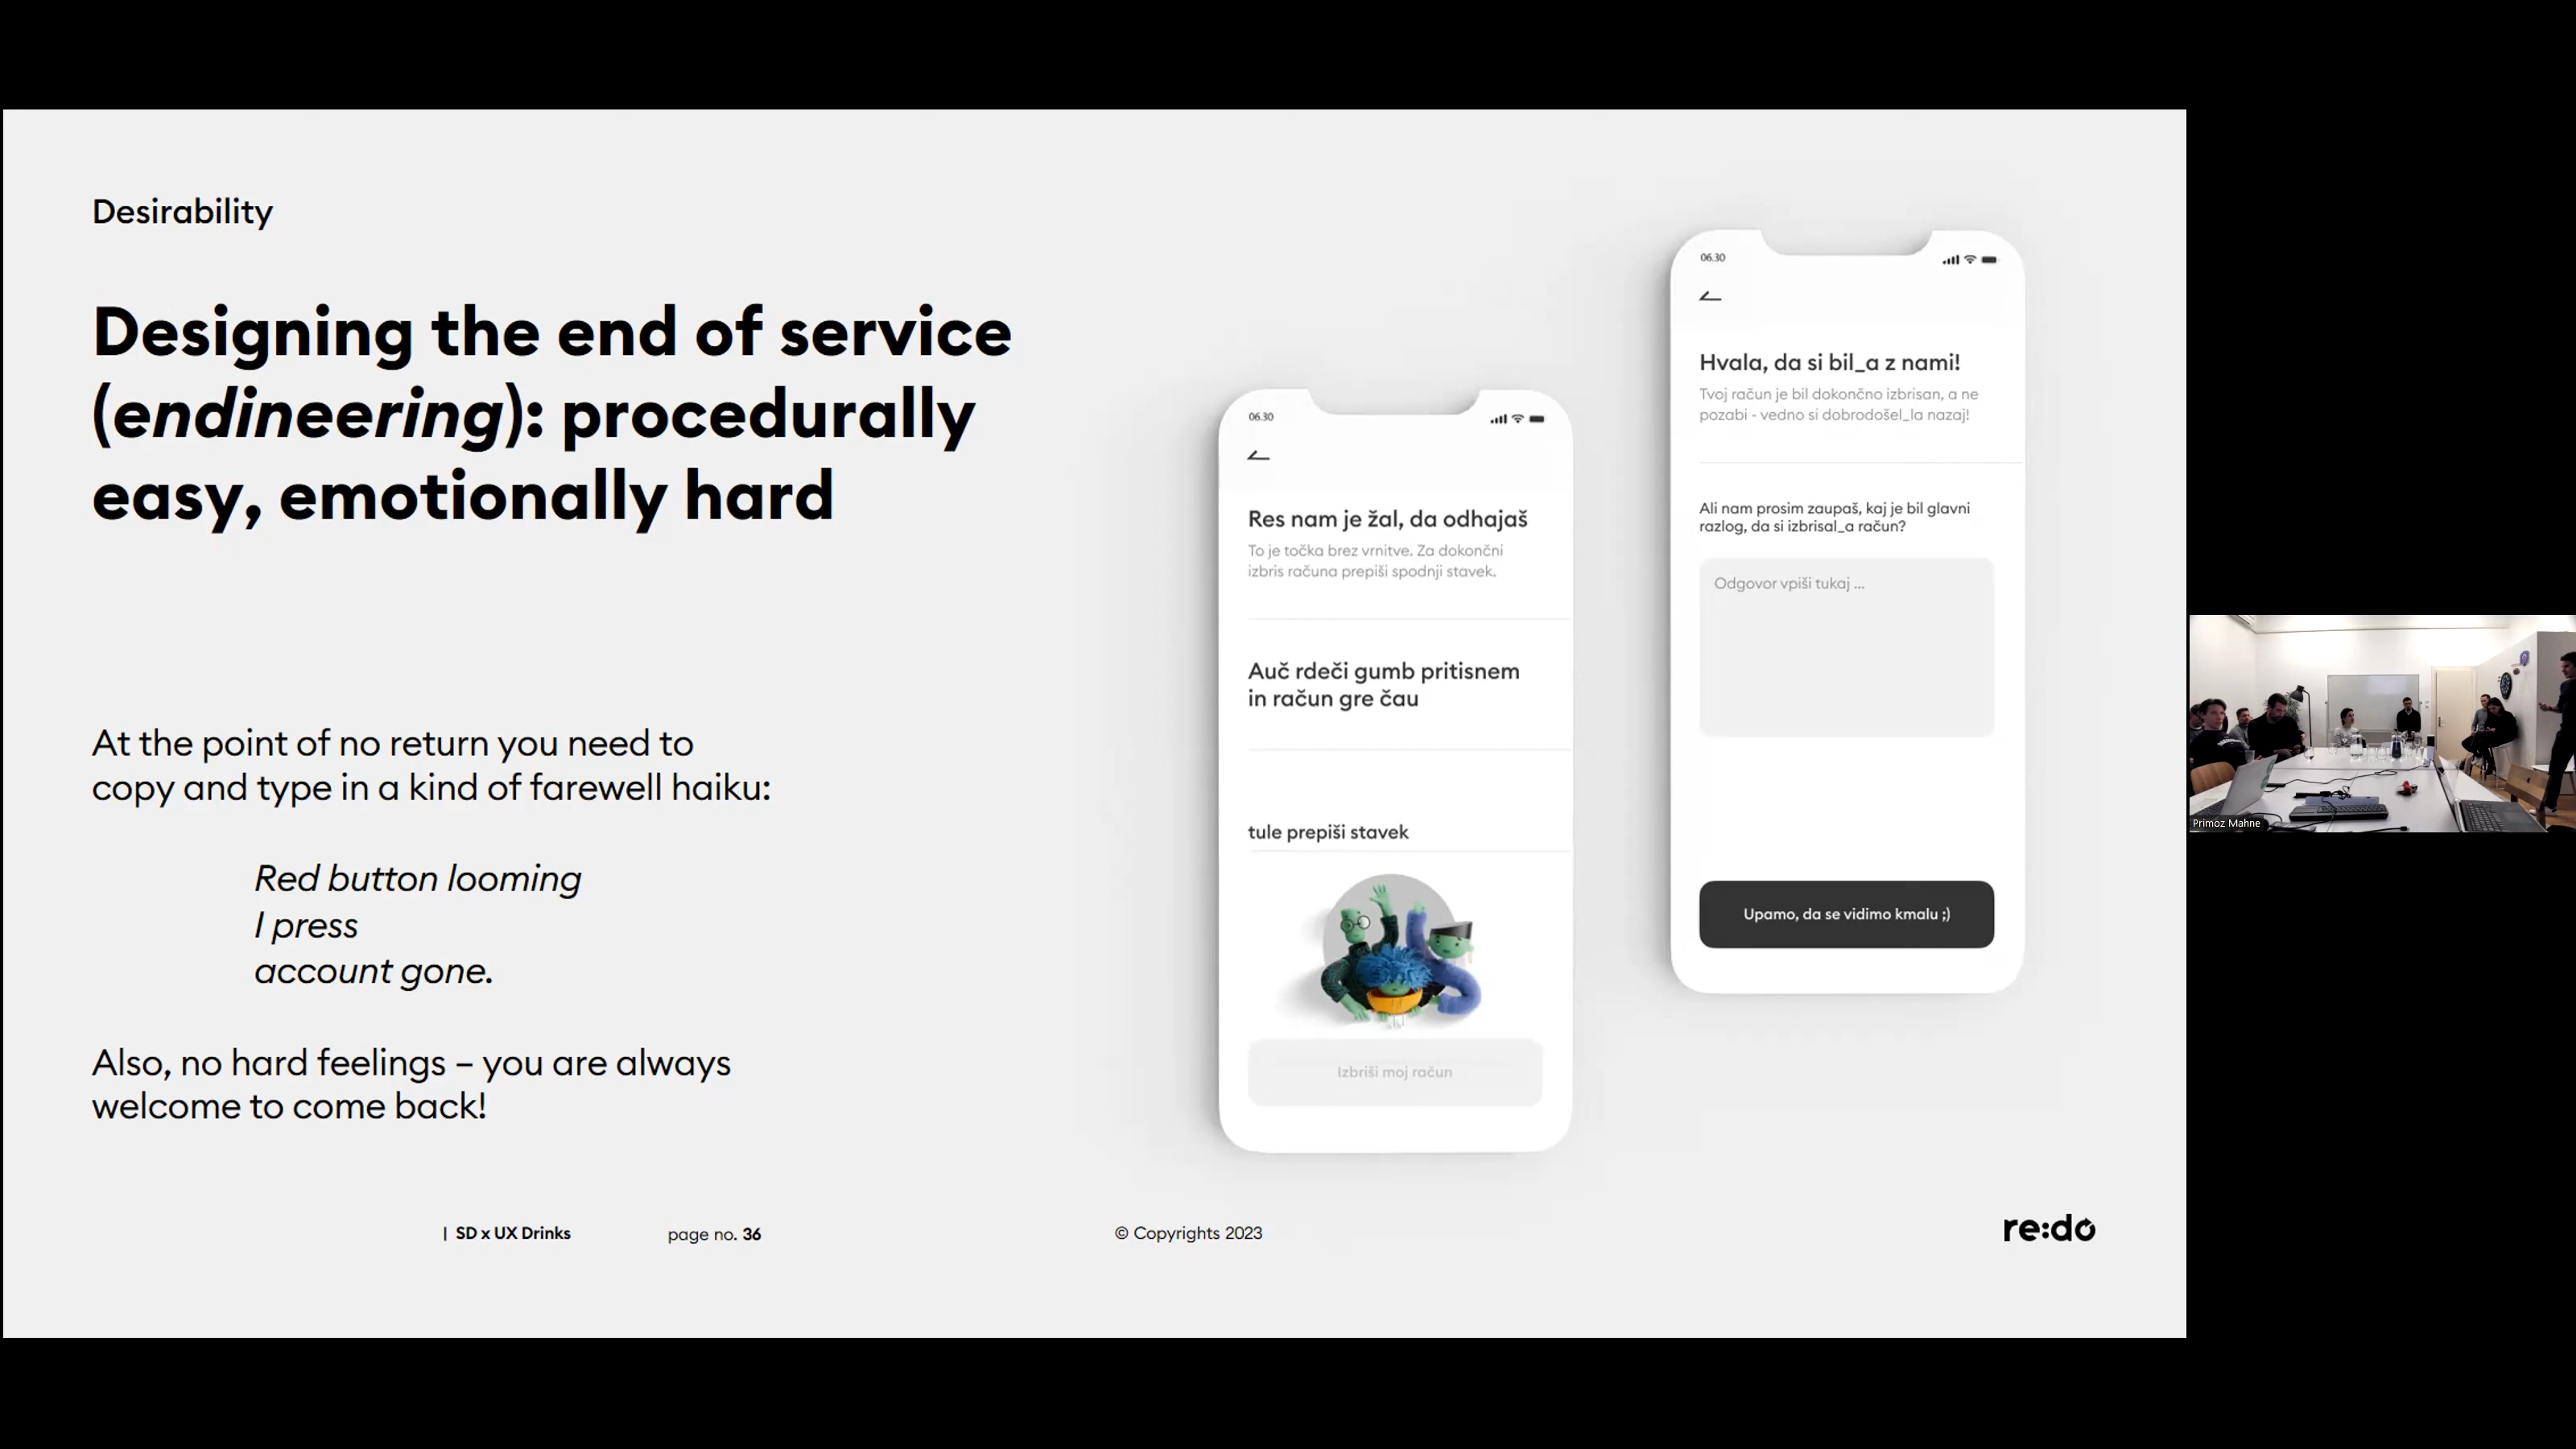 Desirability
Designing the end of service
(endineering): procedurally
easy, emotionally hard
At the point of no return you need to
copy and type in a kind of farewell haiku:
Red button looming
I press
account gone.
Also, no hard feelings – you are always
welcome to come back!
06.30
Res nam je žal, da odhajaš
To je točka brez vrnitve. Za dokončni
izbris računa prepiši spodnji stavek.
Auč rdeči gumb pritisnem
in račun gre čau
tule prepiši stavek
Izbriši moj račun
06.30
Hvala, da si bil_a z nami!
Tvoj račun je bil dokončno izbrisan, a ne
pozabi - vedno si dobrodošel_la nazaj!
Ali nam prosim zaupaš, kaj je bil glavni
razlog, da si izbrisal_a račun?
Odgovor vpiši tukaj ...
Upamo, da se vidimo kmalu ;)
| SD x UX Drinks
page no. 36
© Copyrights 2023
re:do
Primoz Mahne